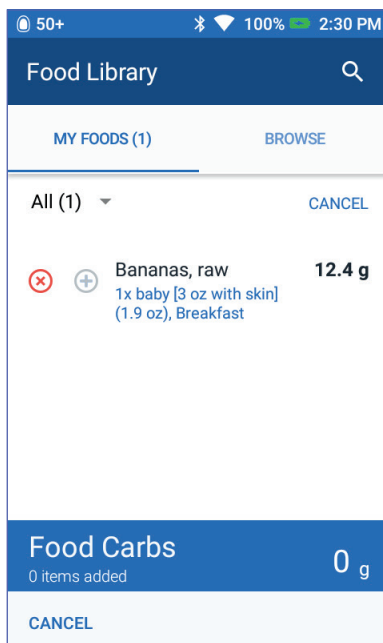 50+ 100% 2:30 PM
Food Library
MY FOODS (1) BROWSE
All (1) CANCEL
Bananas, raw 12.4 g
1x baby [3 oz with skin]
(1.9 oz), Breakfast
Food Carbs
0 items added 0 g
CANCEL